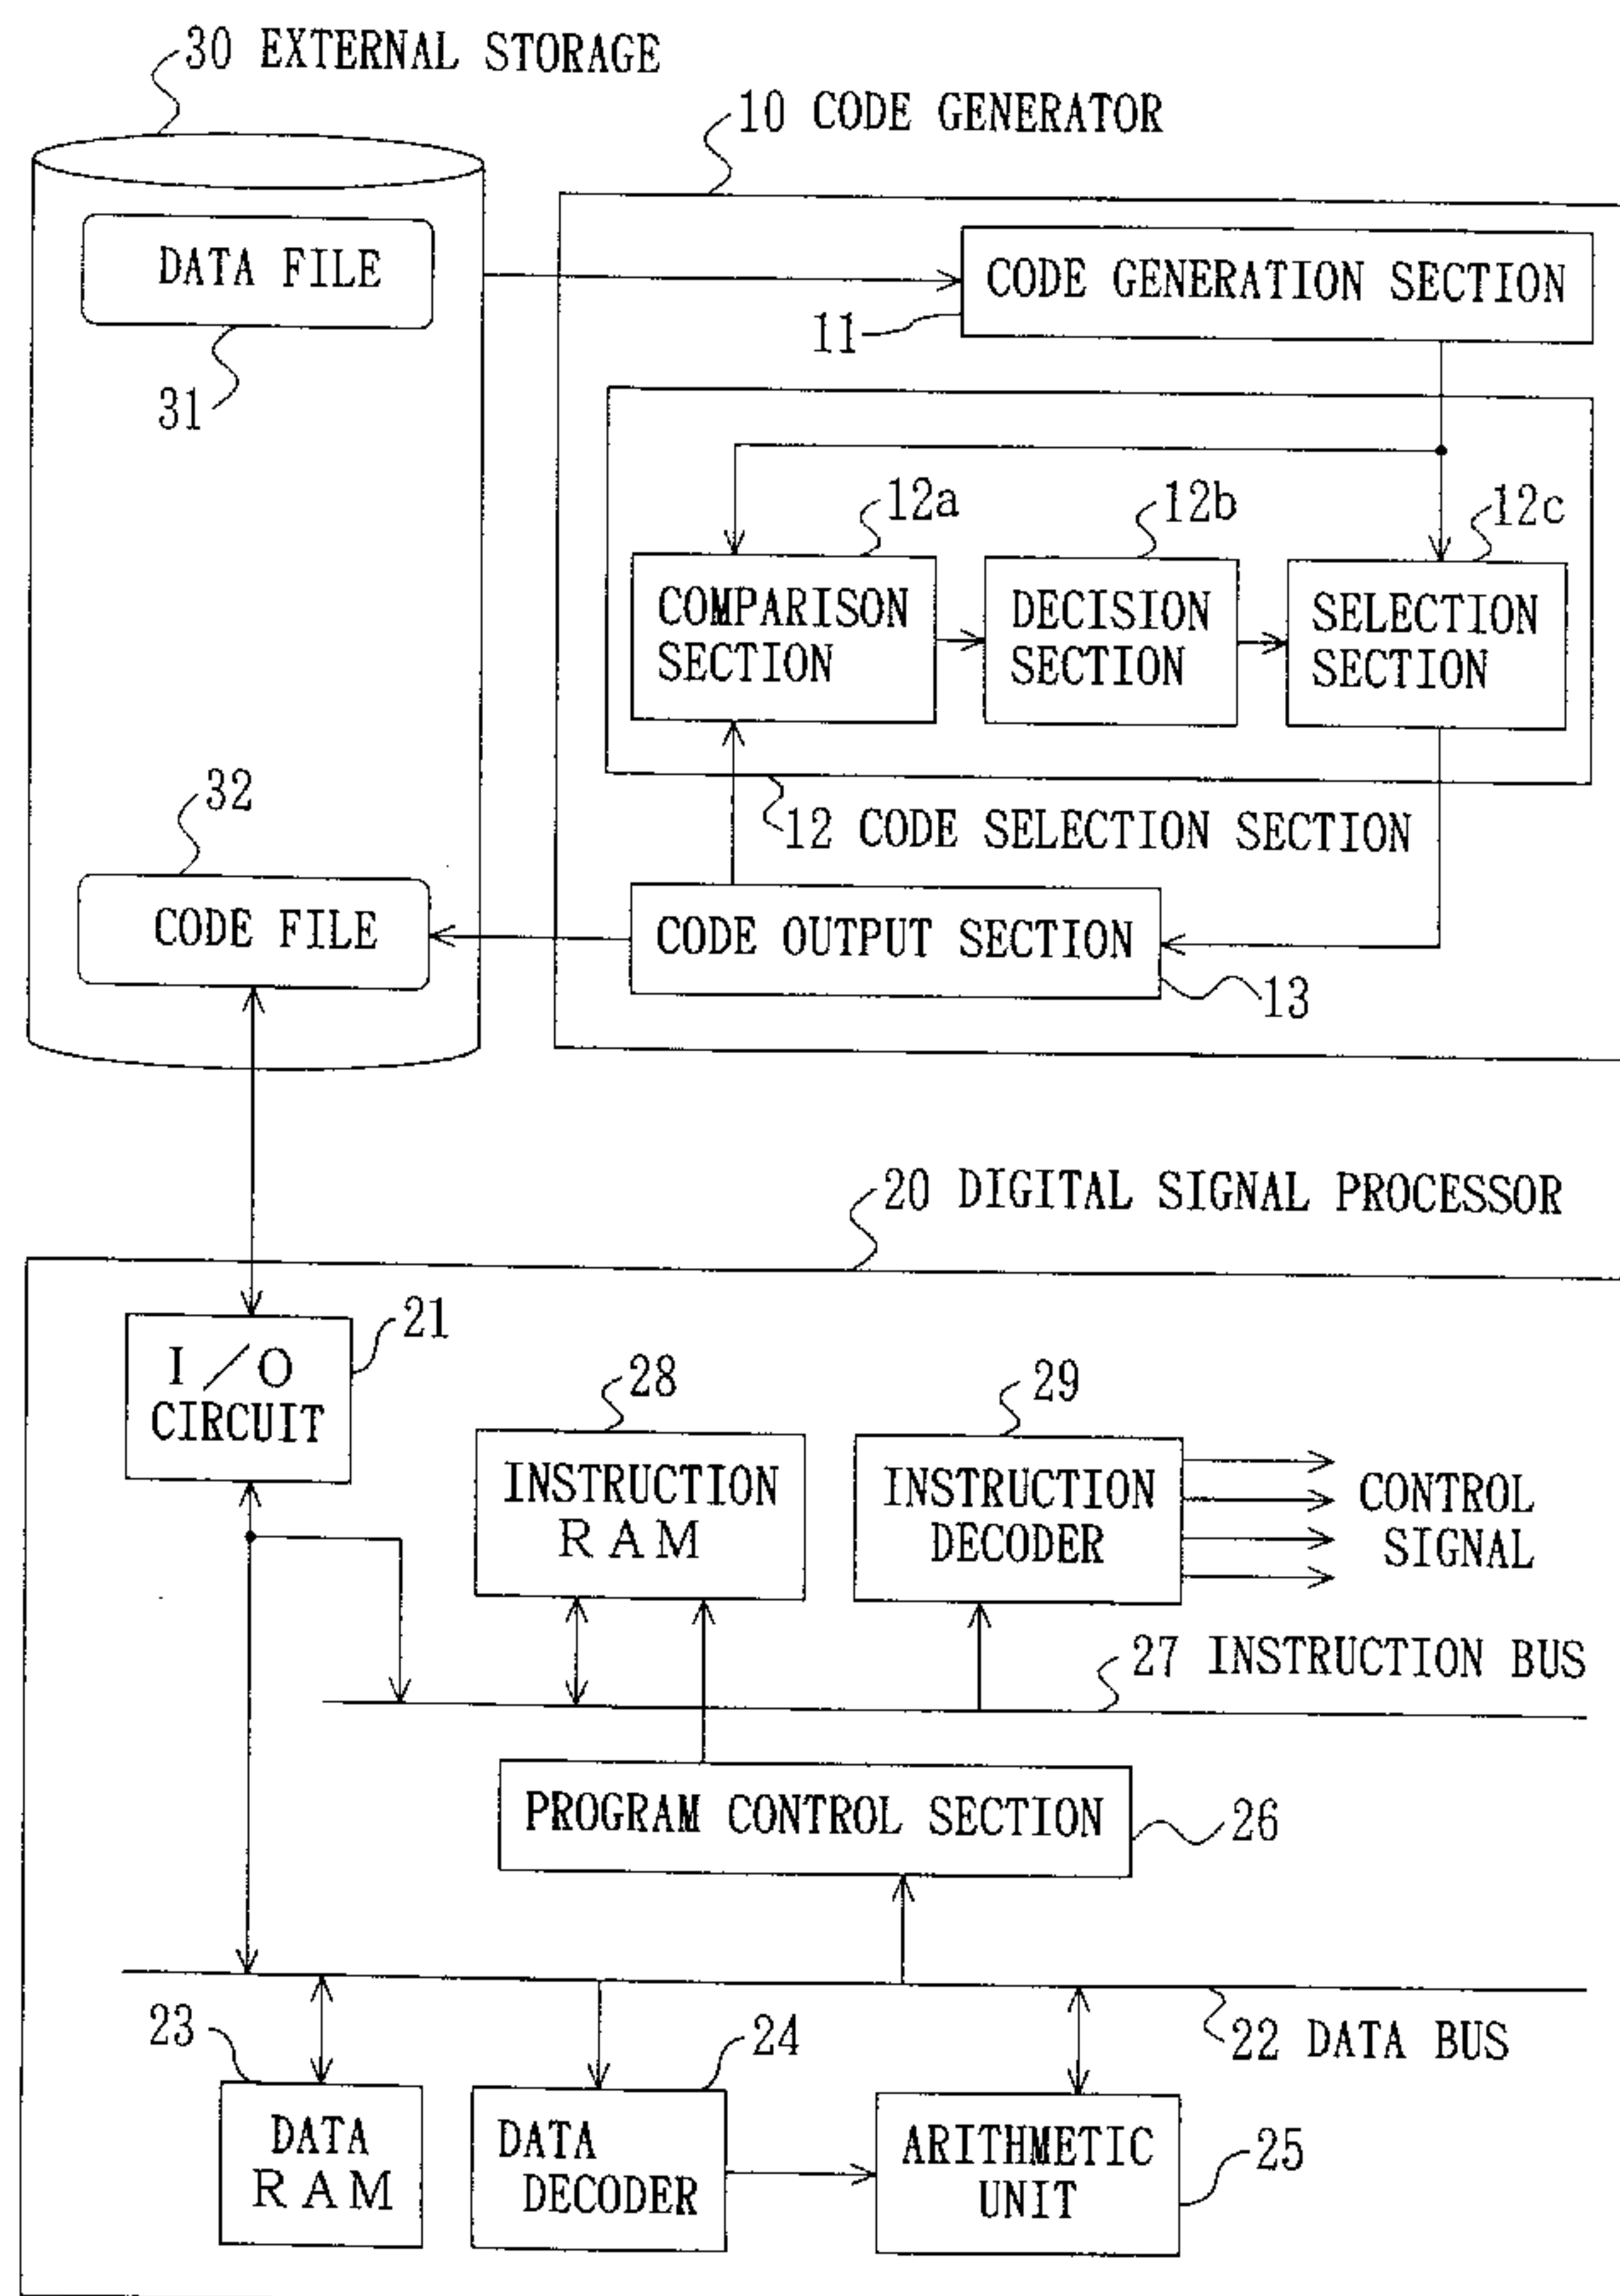 30 EXTERNAL STORAGE
10 CODE GENERATOR
DATA FILE
CODE GENERATION SECTION
11
31
12a
12b
12c
COMPARISON
SECTION
DECISION
SECTION
SELECTION
SECTION
32
12 CODE SELECTION SECTION
CODE FILE
CODE OUTPUT SECTION
13
20 DIGITAL SIGNAL PROCESSOR
21
I/O
CIRCUIT
28
29
INSTRUCTION
RAM
INSTRUCTION
DECODER
CONTROL
SIGNAL
27 INSTRUCTION BUS
PROGRAM CONTROL SECTION
26
23
24
22 DATA BUS
DATA
RAM
DATA
DECODER
ARITHMETIC
UNIT
25